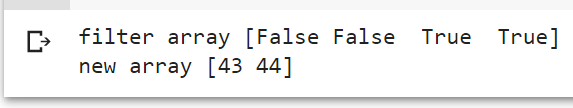 filter array [False False  True  True]
new array [43 44]